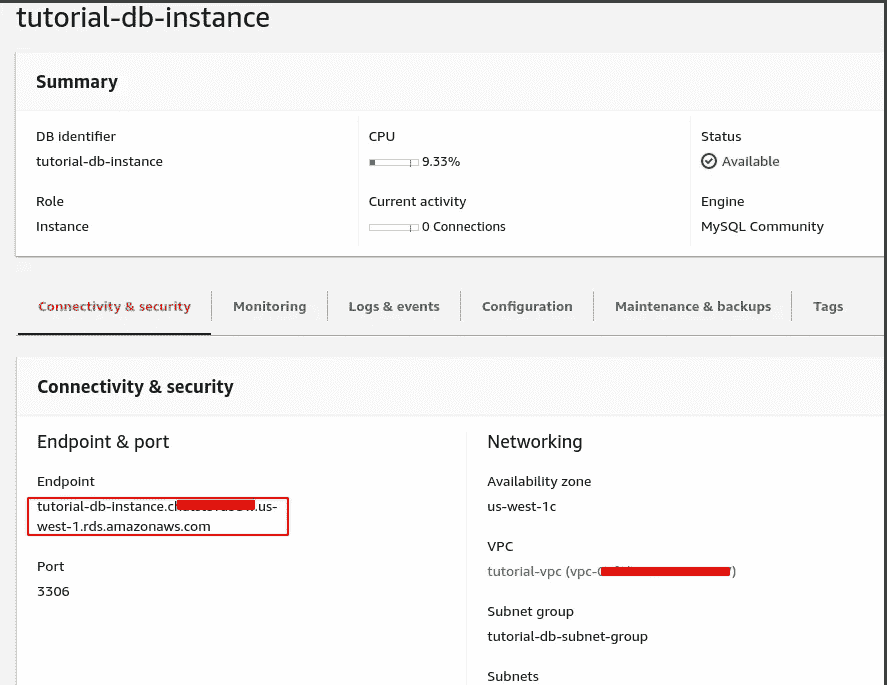 tutorial-db-instance
Summary
DB identifier
tutorial-db-instance
CPU
9.33%
Status
Available
Role
Instance
Current activity
0 Connections
Engine
MySQL Community
Connectivity & security
Monitoring
Logs & events
Configuration
Maintenance & backups
Tags
Connectivity & security
Endpoint & port
Endpoint
tutorial-db-instance. .us-
west-1.rds.amazonaws.com
Port
3306
Networking
Availability zone
us-west-1c
VPC
tutorial-vpc (vpc- )
Subnet group
tutorial-db-subnet-group
Subnets